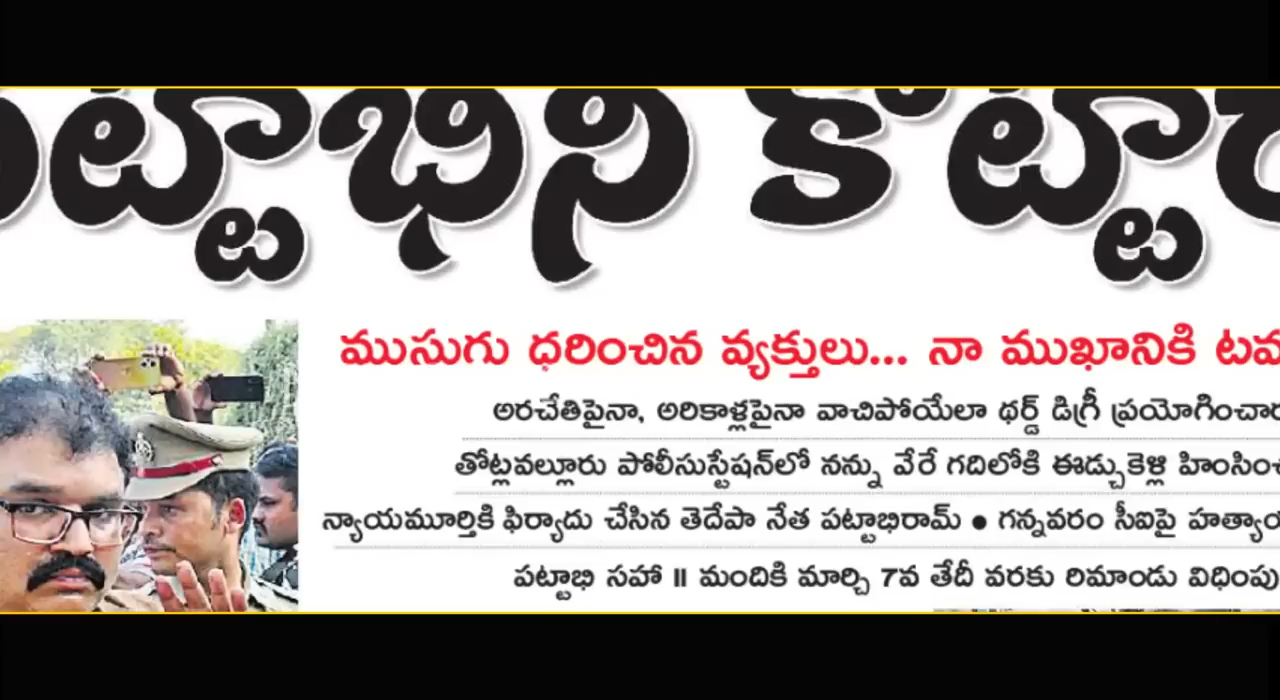 పట్టాభిని కొట్టార
ముసుగు ధరించిన వ్యక్తులు... నా ముఖానికి టవ
అరచేతిపైనా, అరికాళ్లపైనా వాచిపోయేలా థర్డ్ డిగ్రీ ప్రయోగించార
తోట్లవల్లూరు పోలీసుస్టేషన్‌లో నన్ను వేరే గదిలోకి ఈడ్చుకెళ్లి హింసించ
న్యాయమూర్తికి ఫిర్యాదు చేసిన తెదేపా నేత పట్టాభిరామ్ ● గన్నవరం సీఐపై హత్యాయ
పట్టాభి సహా 11 మందికి మార్చి 7వ తేదీ వరకు రిమాండు విధింపు